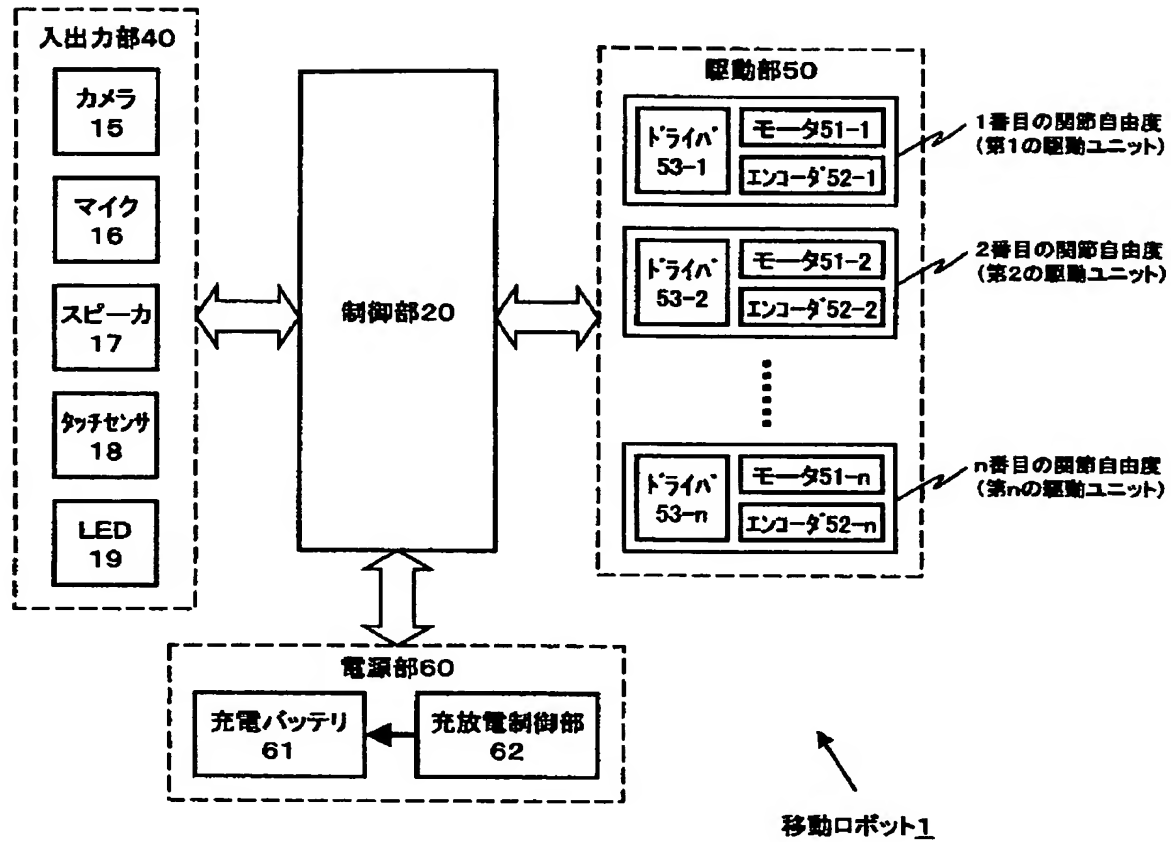 入出力部40
カメラ
15
マイク
16
スピーカ
17
タッチセンサ
18
LED
19
制御部20
駆動部50
ドライバ
53-1
モータ51-1
エンコーダ52-1
1番目の関節自由度
(第1の駆動ユニット)
ドライバ
53-2
モータ51-2
エンコーダ52-2
2番目の関節自由度
(第2の駆動ユニット)
ドライバ
53-n
モータ51-n
エンコーダ52-n
n番目の関節自由度
(第nの駆動ユニット)
電源部60
充電バッテリ
61
充放電制御部
62
移動ロボット1